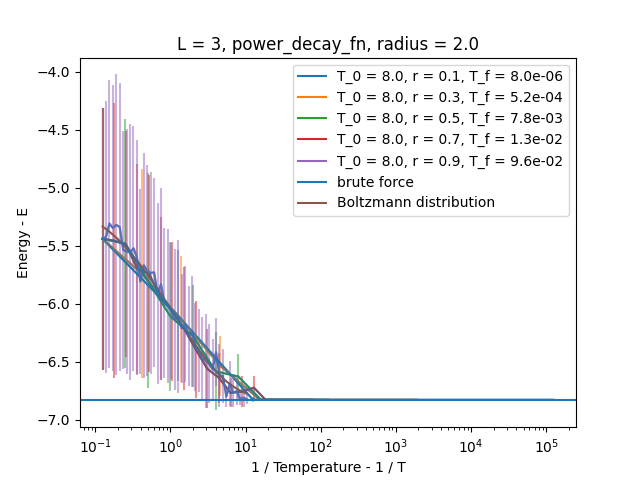 L = 3, power_decay_fn, radius = 2.0
T_0 = 8.0, r = 0.1, T_f = 8.0e-06
T_0 = 8.0, r = 0.3, T_f = 5.2e-04
T_0 = 8.0, r = 0.5, T_f = 7.8e-03
T_0 = 8.0, r = 0.7, T_f = 1.3e-02
T_0 = 8.0, r = 0.9, T_f = 9.6e-02
brute force
Boltzmann distribution
Energy - E
−4.0
−4.5
−5.0
−5.5
−6.0
−6.5
−7.0
10⁻¹ 10⁰ 10¹ 10² 10³ 10⁴ 10⁵
1 / Temperature - 1 / T